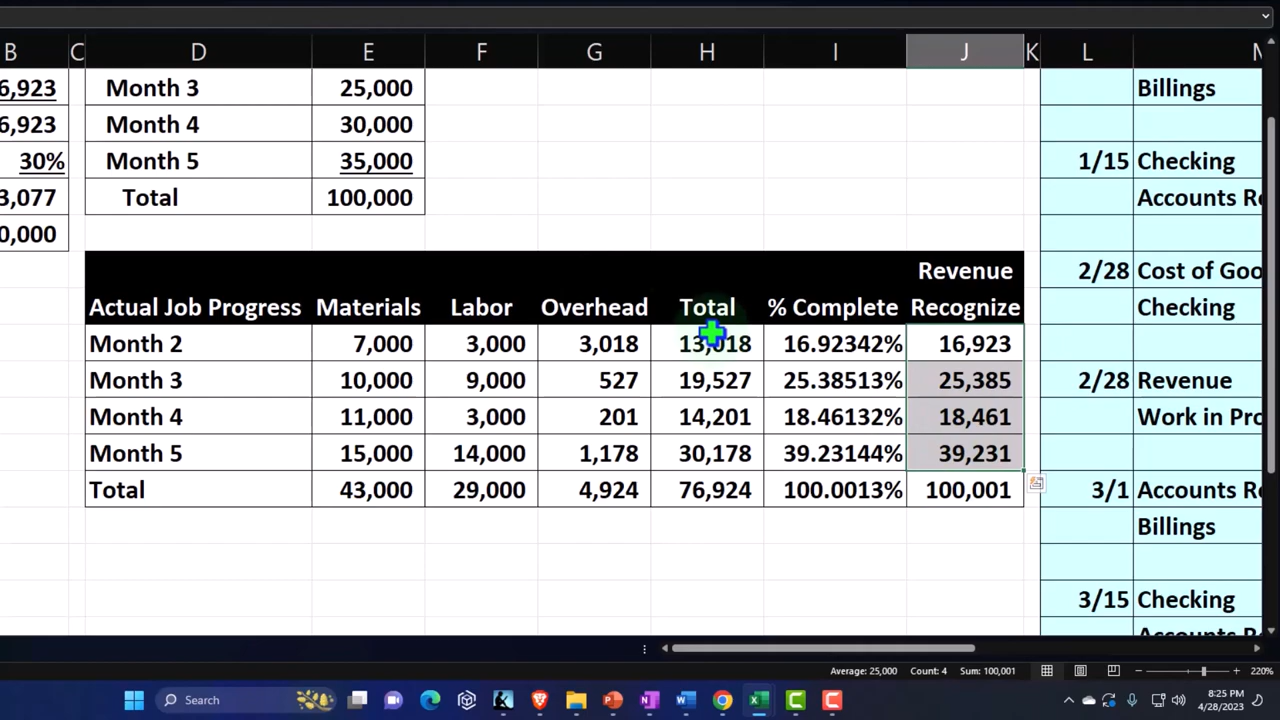 B C D E F G H I J K L
6,923 Month 3 25,000 Billings
6,923 Month 4 30,000
30% Month 5 35,000 1/15 Checking
3,077 Total 100,000 Accounts Re
0,000
Revenue 2/28 Cost of Goo
Actual Job Progress Materials Labor Overhead Total % Complete Recognize Checking
Month 2 7,000 3,000 3,018 13,018 16.92342% 16,923
Month 3 10,000 9,000 527 19,527 25.38513% 25,385 2/28 Revenue
Month 4 11,000 3,000 201 14,201 18.46132% 18,461 Work in Pro
Month 5 15,000 14,000 1,178 30,178 39.23144% 39,231
Total 43,000 29,000 4,924 76,924 100.0013% 100,001 3/1 Accounts Re
Billings
3/15 Checking
Average: 25,000 Count: 4 Sum: 100,001 220%
Search
8:25 PM
4/28/2023